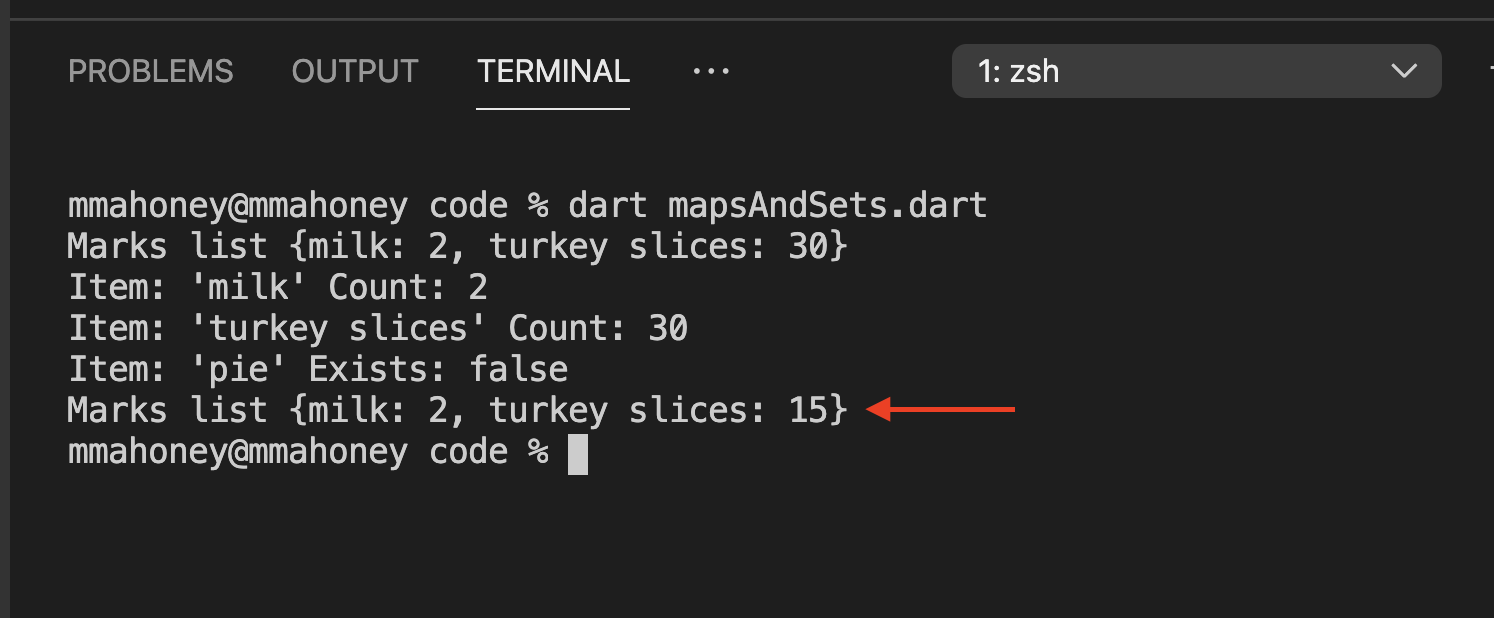 PROBLEMS OUTPUT TERMINAL ··· 1: zsh
mmahoney@mmahoney code % dart mapsAndSets.dart
Marks list {milk: 2, turkey slices: 30}
Item: 'milk' Count: 2
Item: 'turkey slices' Count: 30
Item: 'pie' Exists: false
Marks list {milk: 2, turkey slices: 15}
mmahoney@mmahoney code %